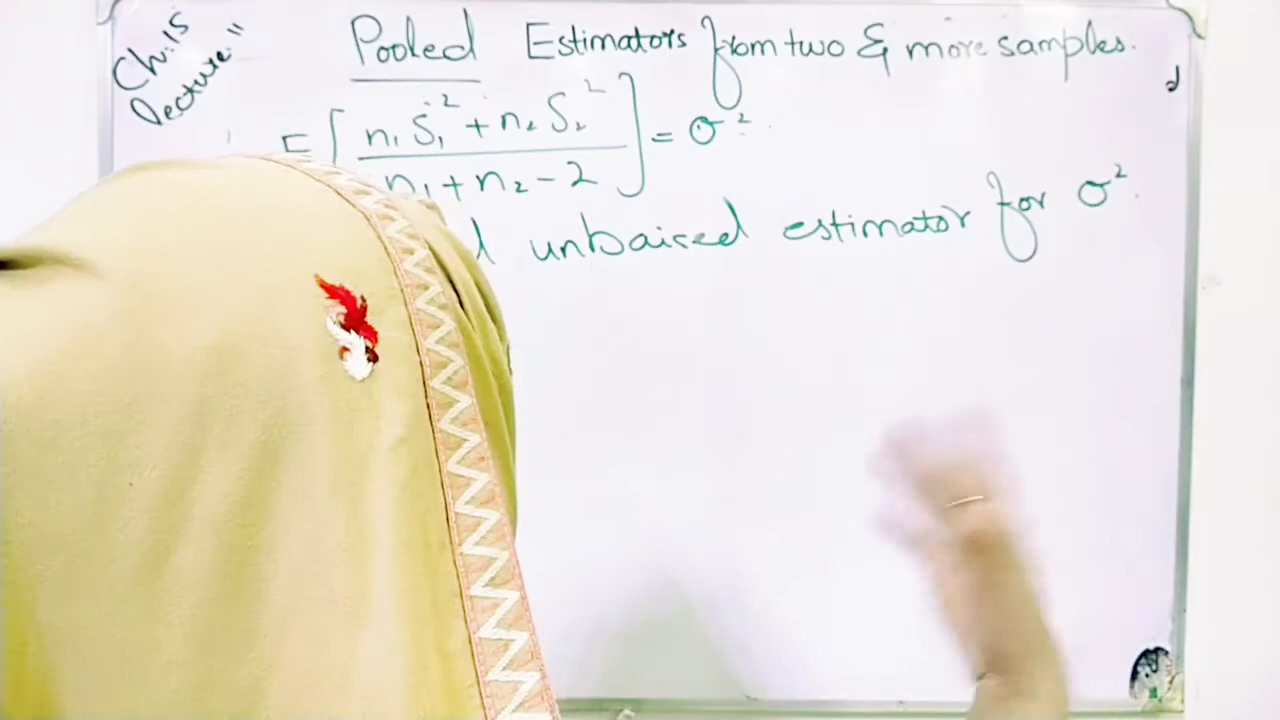 Ch:15
lecture:11
Pooled Estimators from two & more samples.
E[n₁S₁² + n₂S₂² / n₁ + n₂ - 2] = σ²
unbaised estimator for σ².